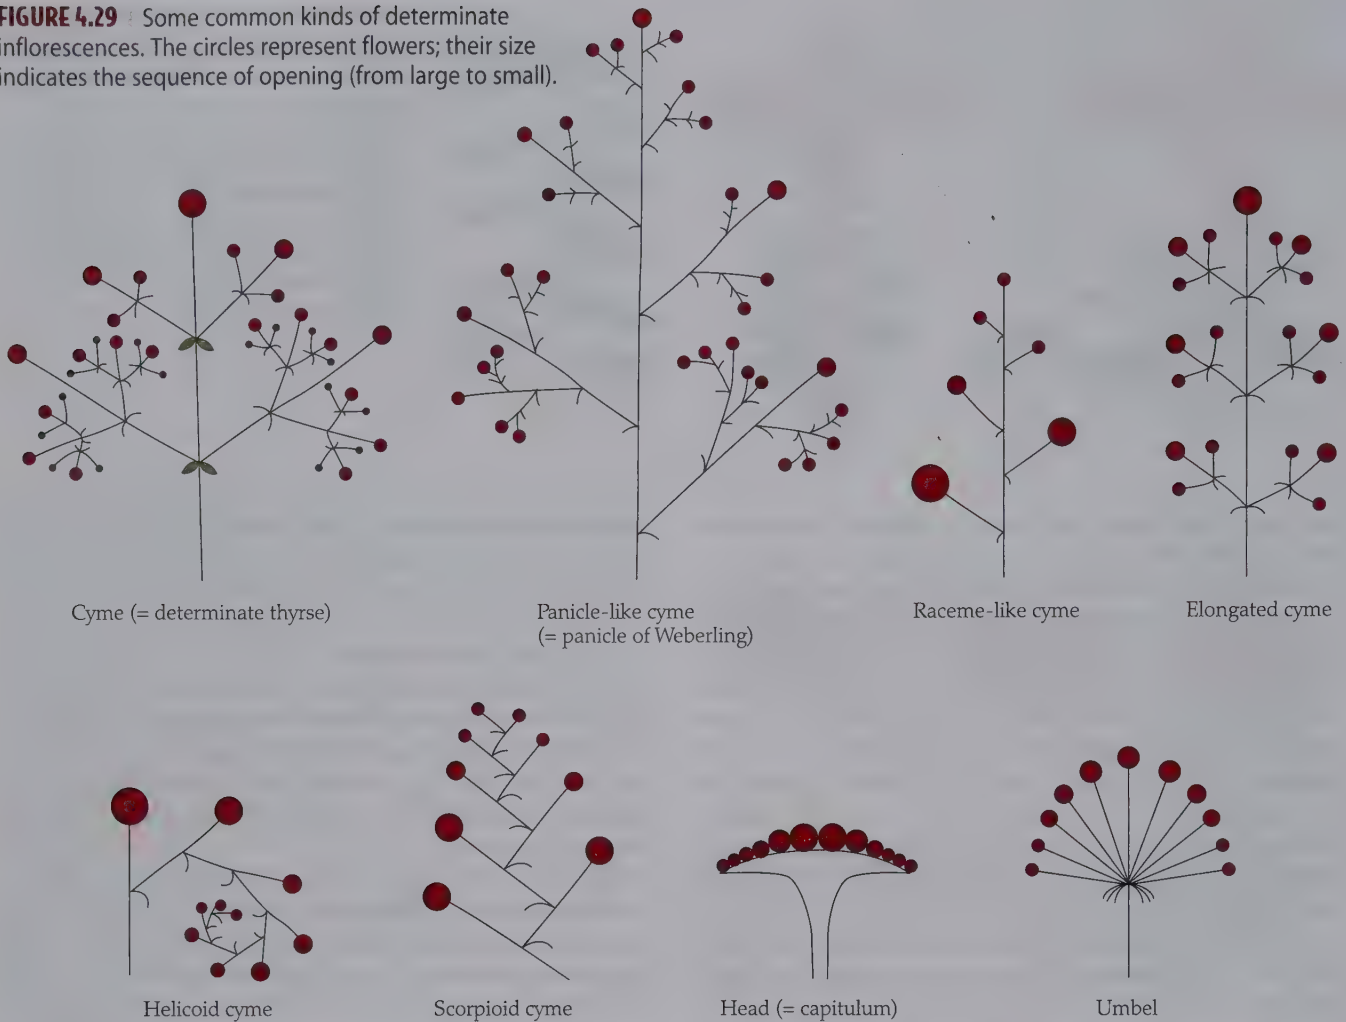 FIGURE 4.29 Some common kinds of determinate
inflorescences. The circles represent flowers; their size
indicates the sequence of opening (from large to small).
Cyme (= determinate thyrse)
Panicle-like cyme
(= panicle of Weberling)
Raceme-like cyme
Elongated cyme
Helicoid cyme
Scorpioid cyme
Head (= capitulum)
Umbel